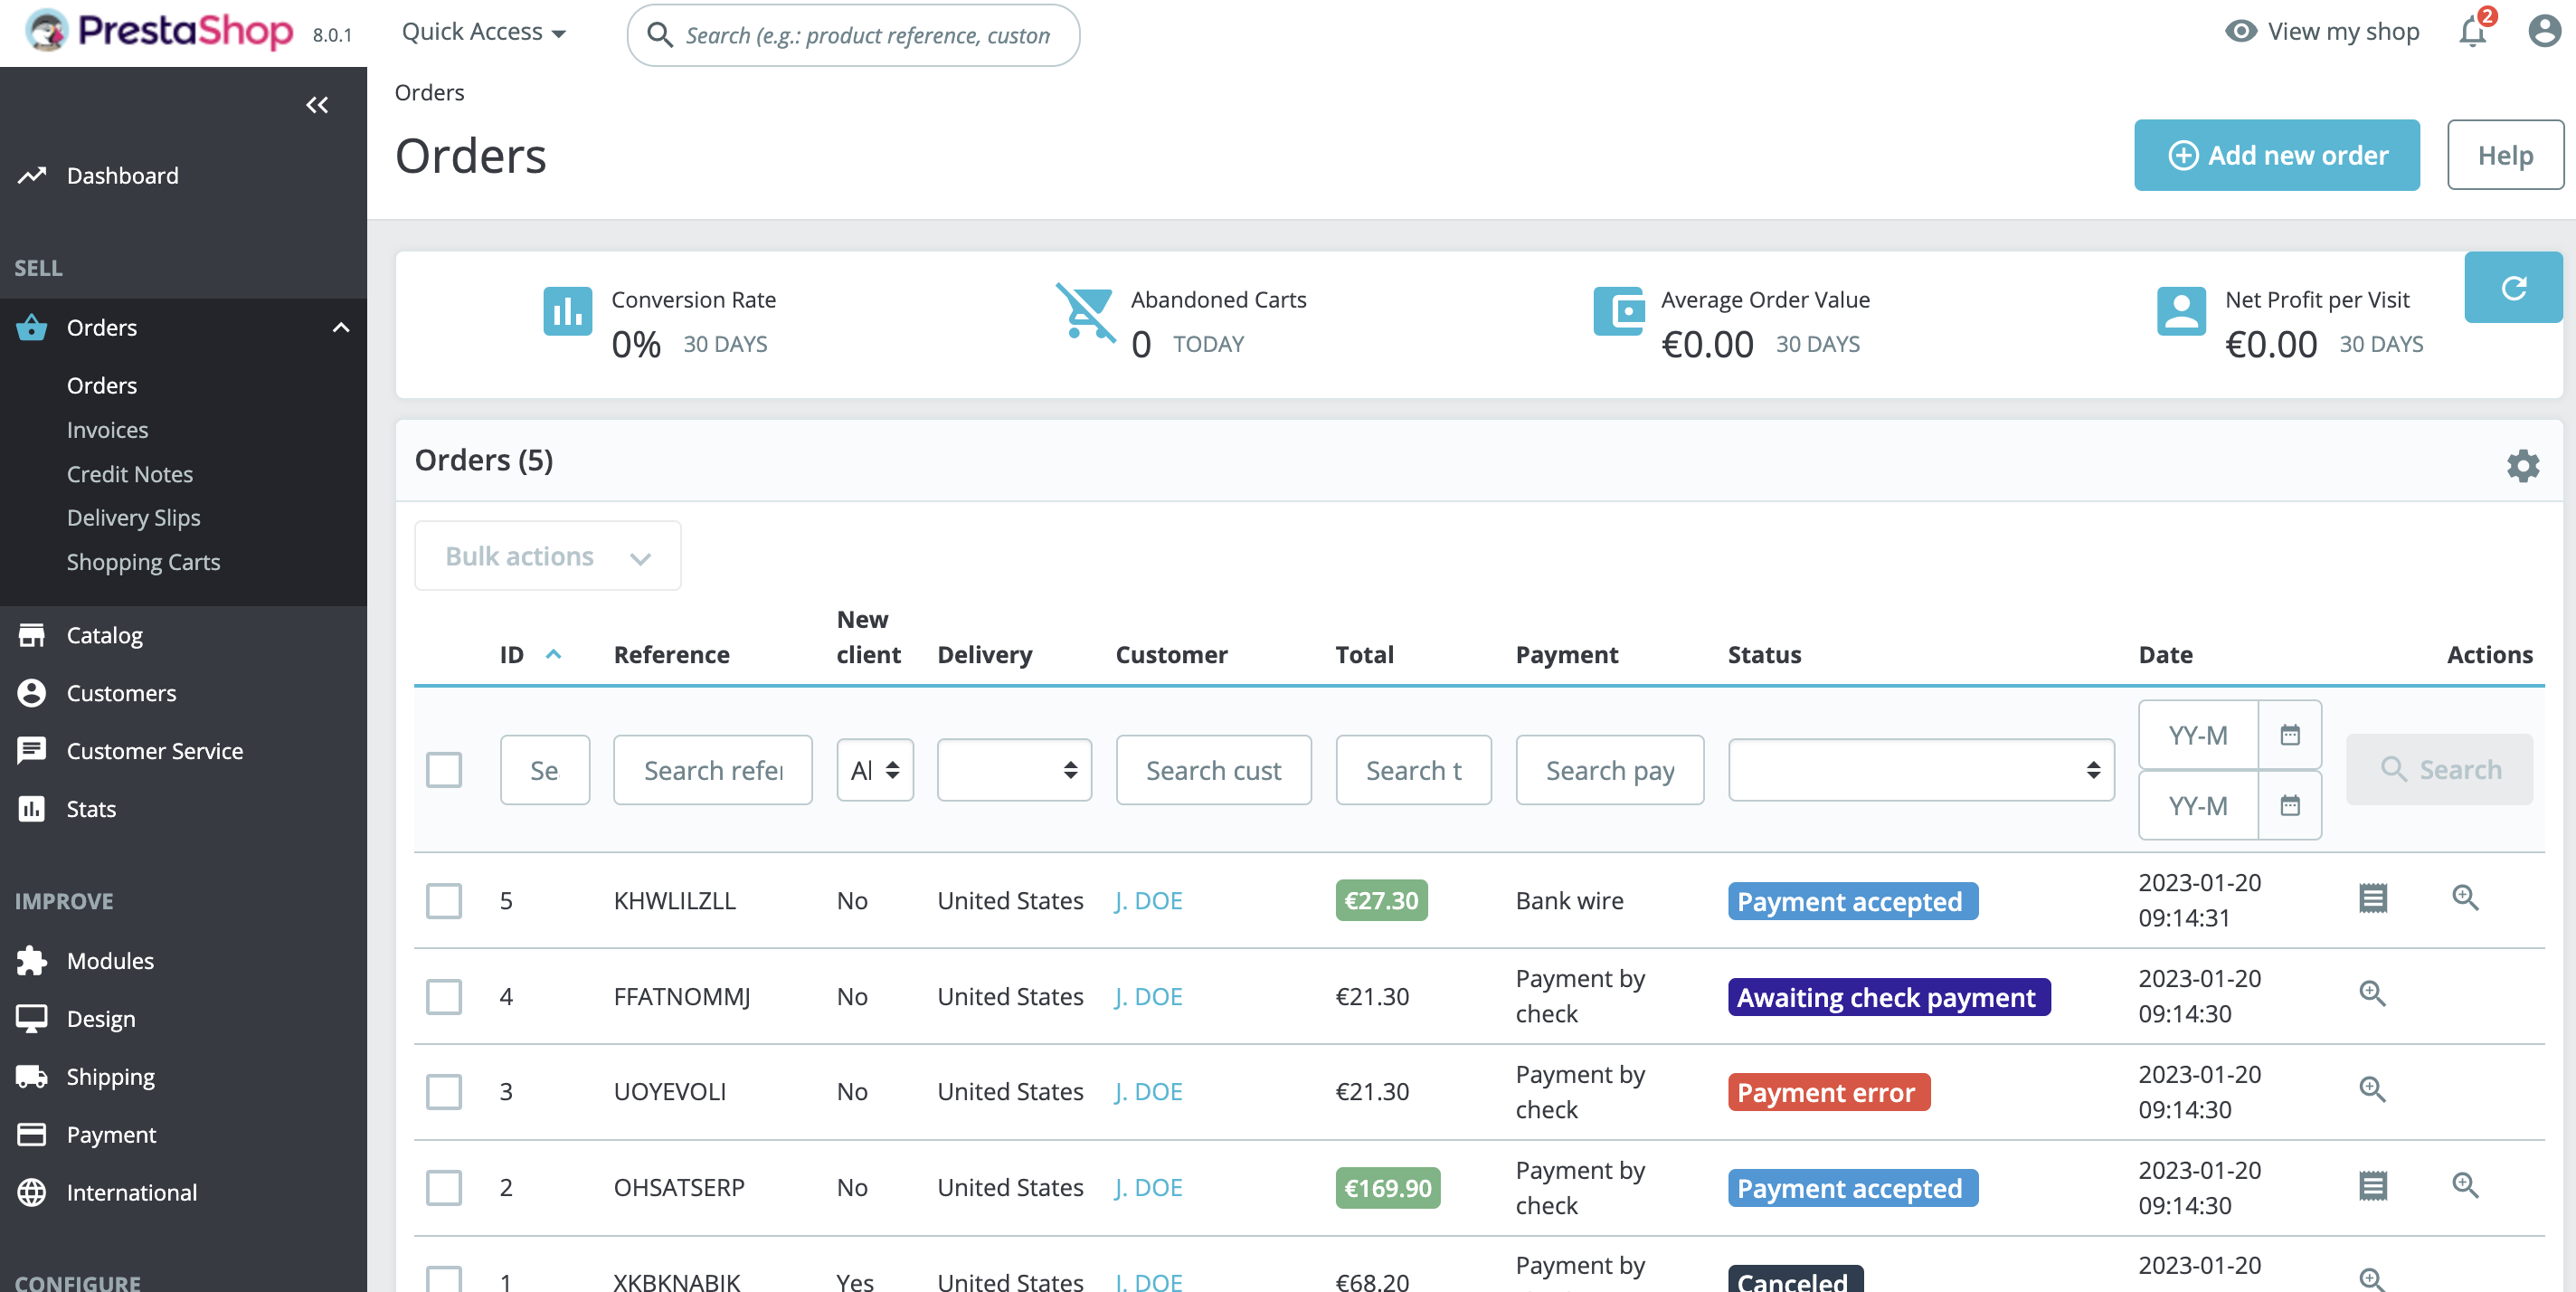 PrestaShop 8.0.1
Quick Access
Search (e.g.: product reference, custon
View my shop
2
Orders
Orders
Add new order
Help
Dashboard
SELL
Orders
Orders
Invoices
Credit Notes
Delivery Slips
Shopping Carts
Catalog
Customers
Customer Service
Stats
IMPROVE
Modules
Design
Shipping
Payment
International
CONFIGURE
Conversion Rate
0% 30 DAYS
Abandoned Carts
0 TODAY
Average Order Value
€0.00 30 DAYS
Net Profit per Visit
€0.00 30 DAYS
Orders (5)
Bulk actions
ID Reference New client Delivery Customer Total Payment Status Date Actions
Se Search refer Al Search cust Search t Search pay YY-M Search
YY-M
5 KHWLILZLL No United States J. DOE €27.30 Bank wire Payment accepted 2023-01-20 09:14:31
4 FFATNOMMJ No United States J. DOE €21.30 Payment by check Awaiting check payment 2023-01-20 09:14:30
3 UOYEVOLI No United States J. DOE €21.30 Payment by check Payment error 2023-01-20 09:14:30
2 OHSATSERP No United States J. DOE €169.90 Payment by check Payment accepted 2023-01-20 09:14:30
1 XKBKNABJK Yes United States J. DOE €68.20 Payment by Canceled 2023-01-20